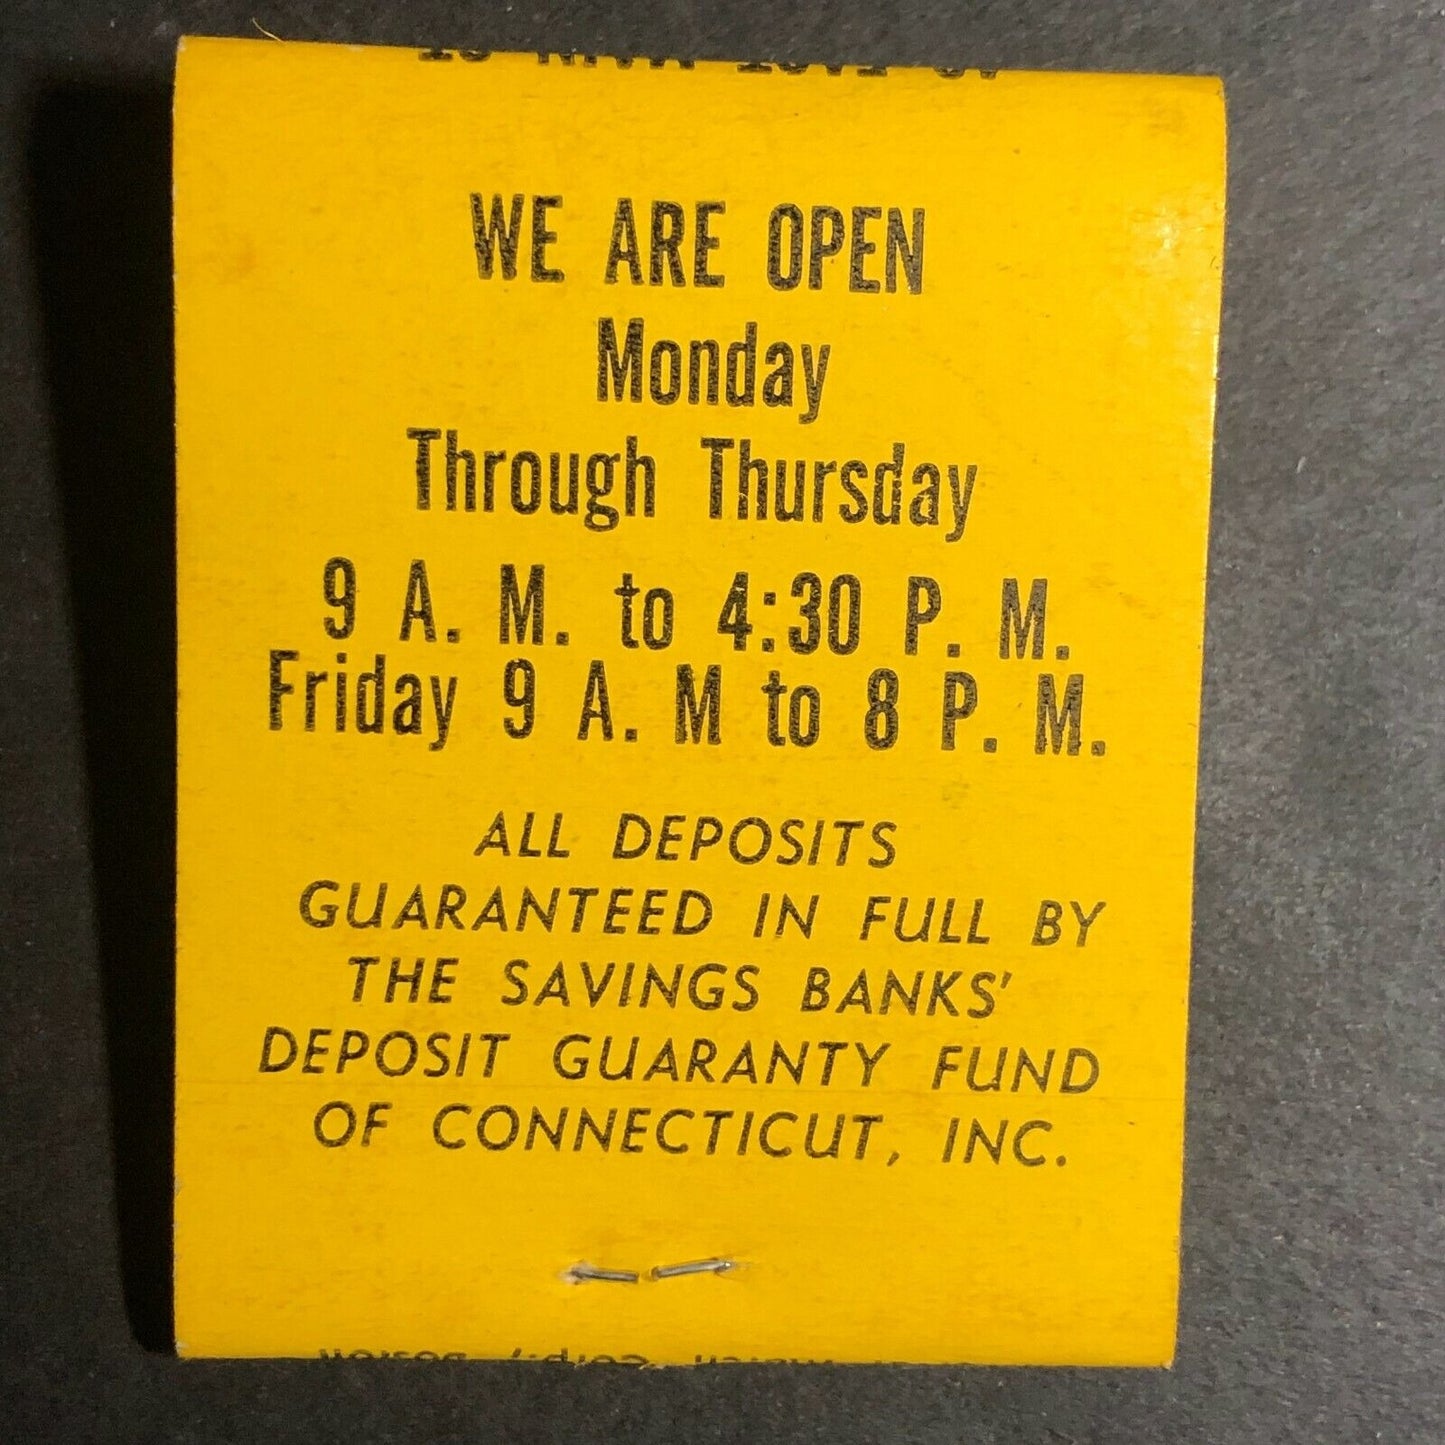 WE ARE OPEN
Monday
Through Thursday
9 A. M. to 4:30 P. M.
Friday 9 A. M to 8 P. M.
ALL DEPOSITS
GUARANTEED IN FULL BY
THE SAVINGS BANKS'
DEPOSIT GUARANTY FUND
OF CONNECTICUT, INC.